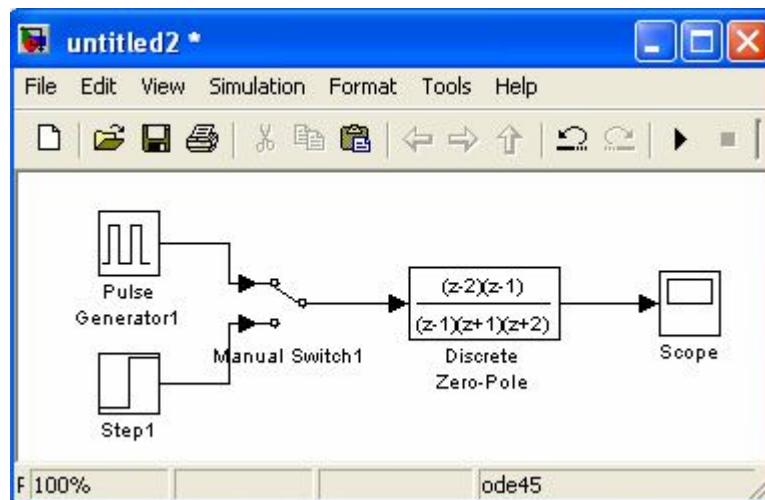 untitled2 *
File Edit View Simulation Format Tools Help
Pulse
Generator1
Step1
Manual Switch1
(z-2)(z-1)
(z-1)(z+1)(z+2)
Discrete
Zero-Pole
Scope
F 100%
ode45